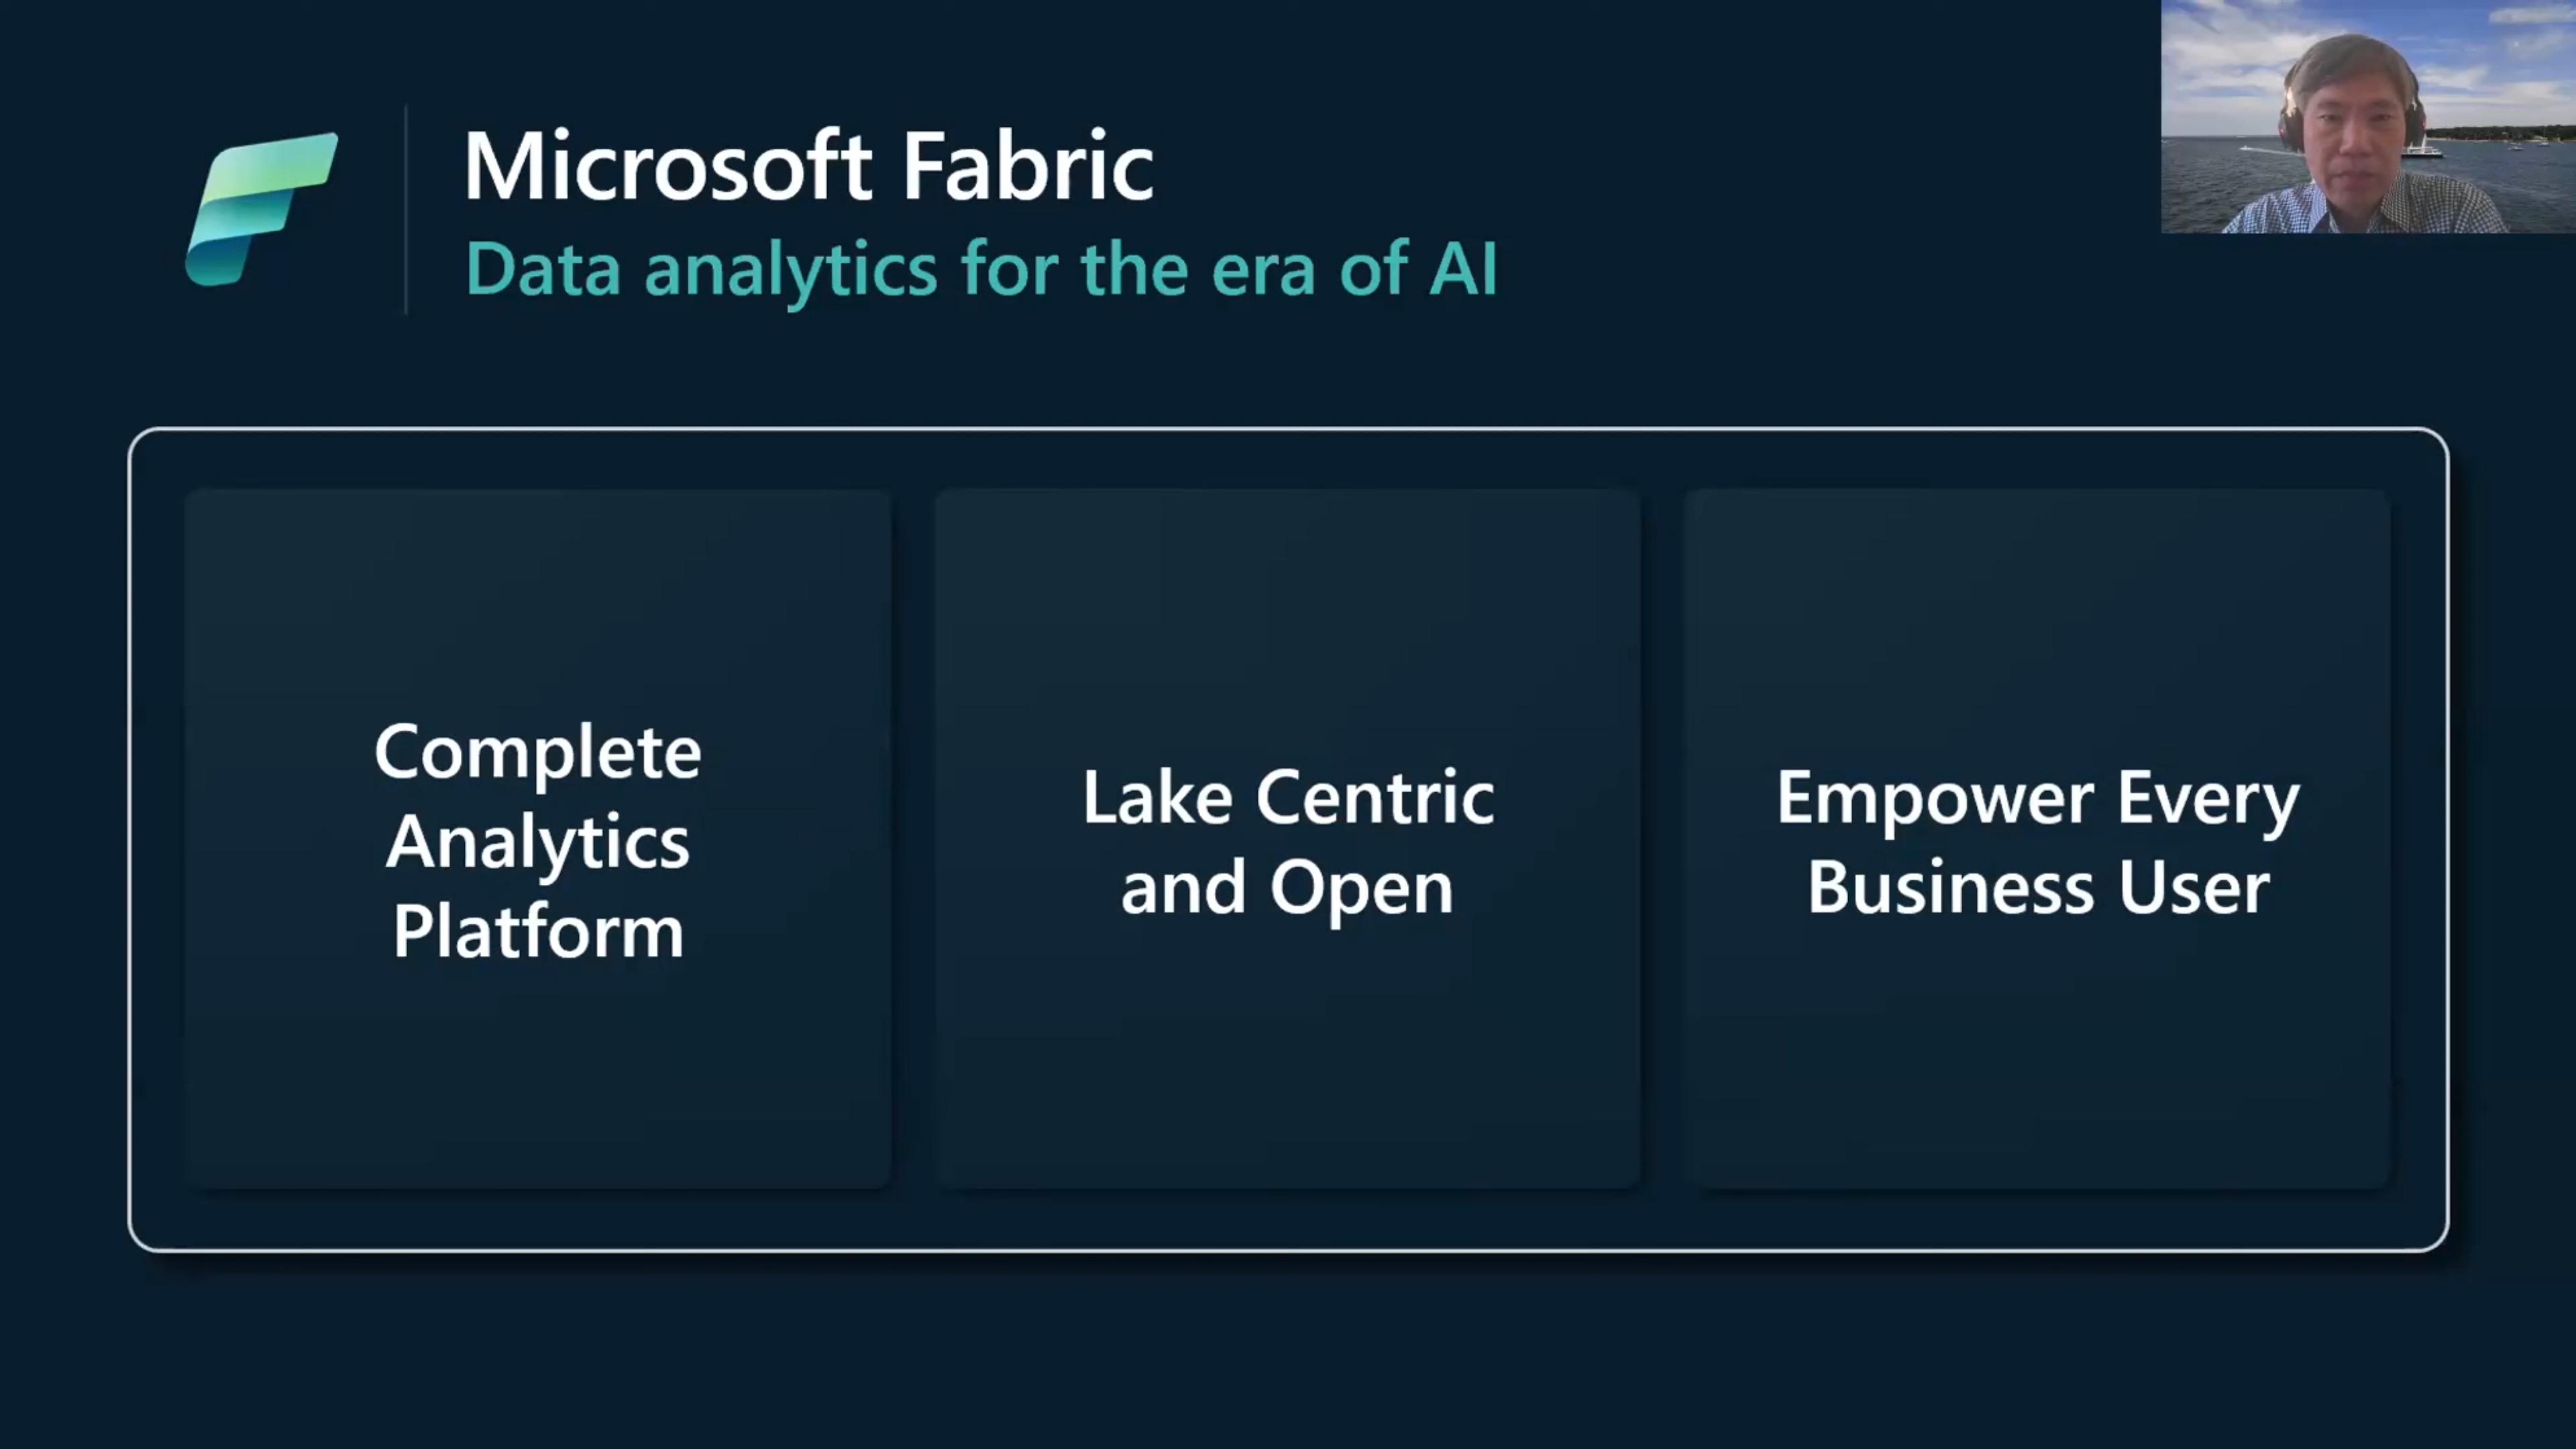 Microsoft Fabric
Data analytics for the era of AI
Complete
Analytics
Platform
Lake Centric
and Open
Empower Every
Business User